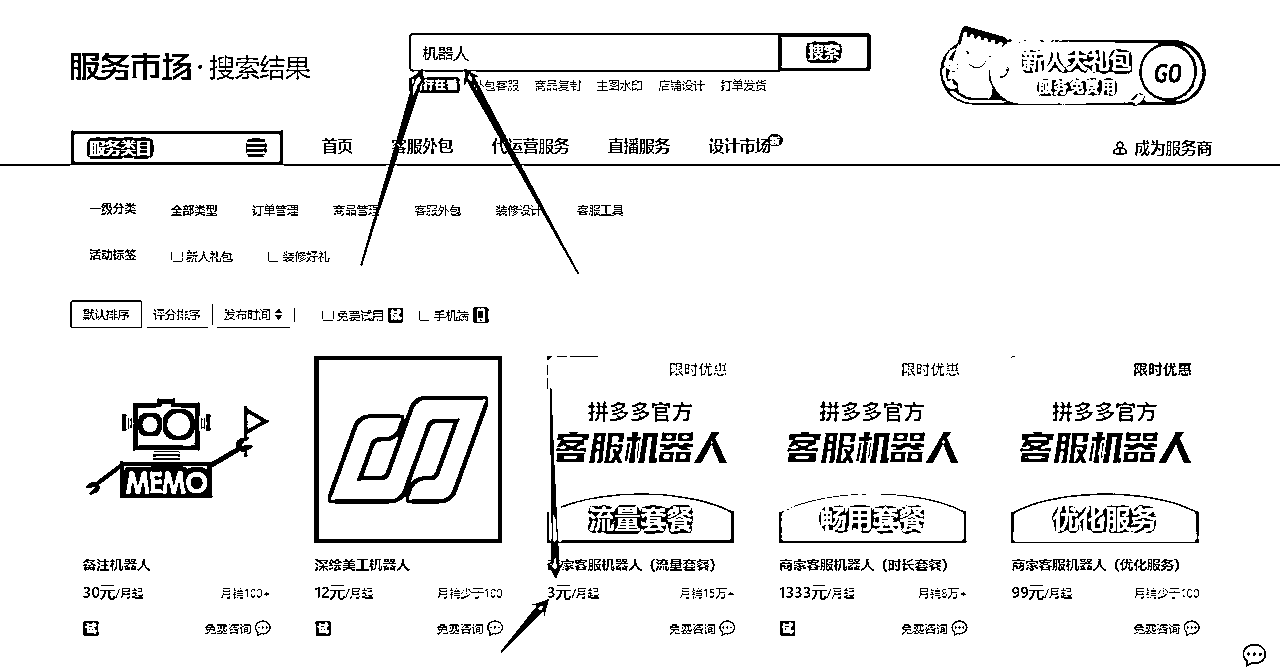 服务市场·搜索结果
机器人
搜索
包客服 商品复制 主图水印 店铺设计 打单发货
新人大礼包
服务免费用
GO
服务类目
首页 客服外包 代运营服务 直播服务 设计市场
成为服务商
一级分类 全部类型 订单管理 商品管理 客服外包 装修设计 客服工具
活动标签 新人礼包 装修好礼
默认排序 评分排序 发布时间 免费试用 试 手机端
MEMO
备注机器人
30元/月起 月销100+
试 免费咨询
深绘美工机器人
12元/月起 月销少于100
试 免费咨询
限时优惠
拼多多官方
客服机器人
流量套餐
商家客服机器人（流量套餐）
3元/月起 月销15万+
免费咨询
限时优惠
拼多多官方
客服机器人
畅用套餐
商家客服机器人（时长套餐）
1333元/月起 月销8万+
试 免费咨询
限时优惠
拼多多官方
客服机器人
优化服务
商家客服机器人（优化服务）
99元/月起 月销少于100
免费咨询